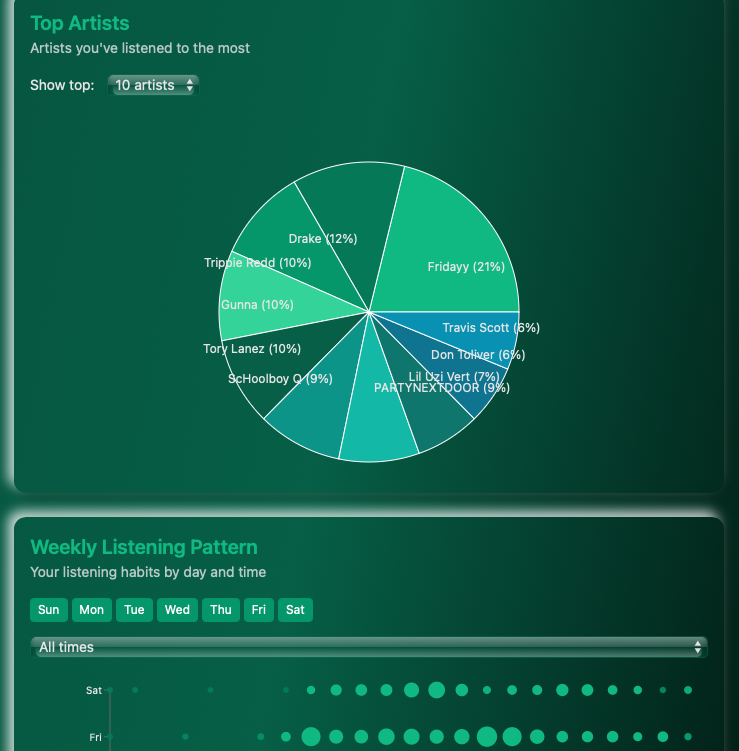 Top Artists
Artists you've listened to the most
Show top: 10 artists
Drake (12%)
Trippie Redd (10%)
Fridayy (21%)
Gunna (10%)
Travis Scott (6%)
Tory Lanez (10%)
Don Toliver (6%)
ScHoolboy Q (9%)
Lil Uzi Vert (7%)
PARTYNEXTDOOR (9%)
Weekly Listening Pattern
Your listening habits by day and time
Sun Mon Tue Wed Thu Fri Sat
All times
Sat
Fri